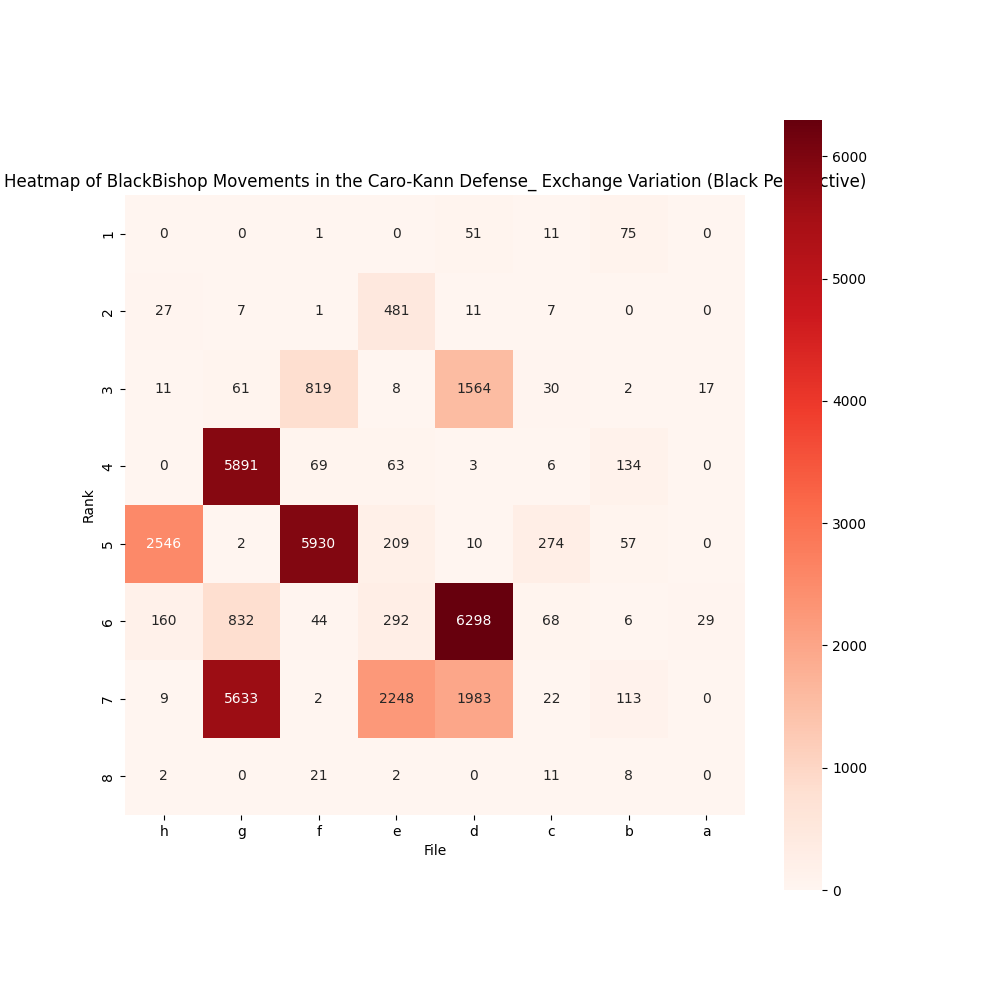 6000
Heatmap of BlackBishop Movements in the Caro-Kann Defense_ Exchange Variation (Black Pe ctive)
1 0 0 1 0 51 11 75 0
5000
2 27 7 1 481 11 7 0 0
3 11 61 819 8 1564 30 2 17
4000
4 0 5891 69 63 3 6 134 0
Rank
3000
5 2546 2 5930 209 10 274 57 0
6 160 832 44 292 6298 68 6 29
2000
7 9 5633 2 2248 1983 22 113 0
1000
8 2 0 21 2 0 11 8 0
h g f e d c b a
File
0